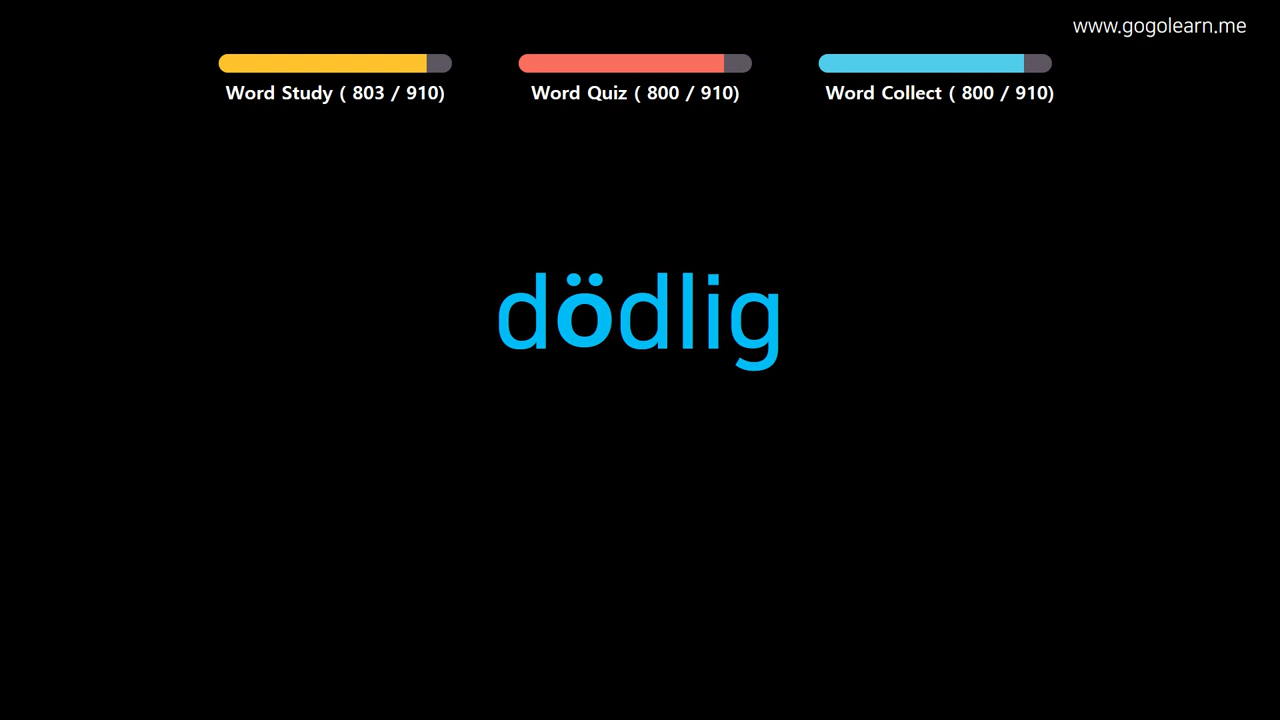 www.gogolearn.me
Word Study ( 803 / 910)
Word Quiz ( 800 / 910)
Word Collect ( 800 / 910)
dödlig